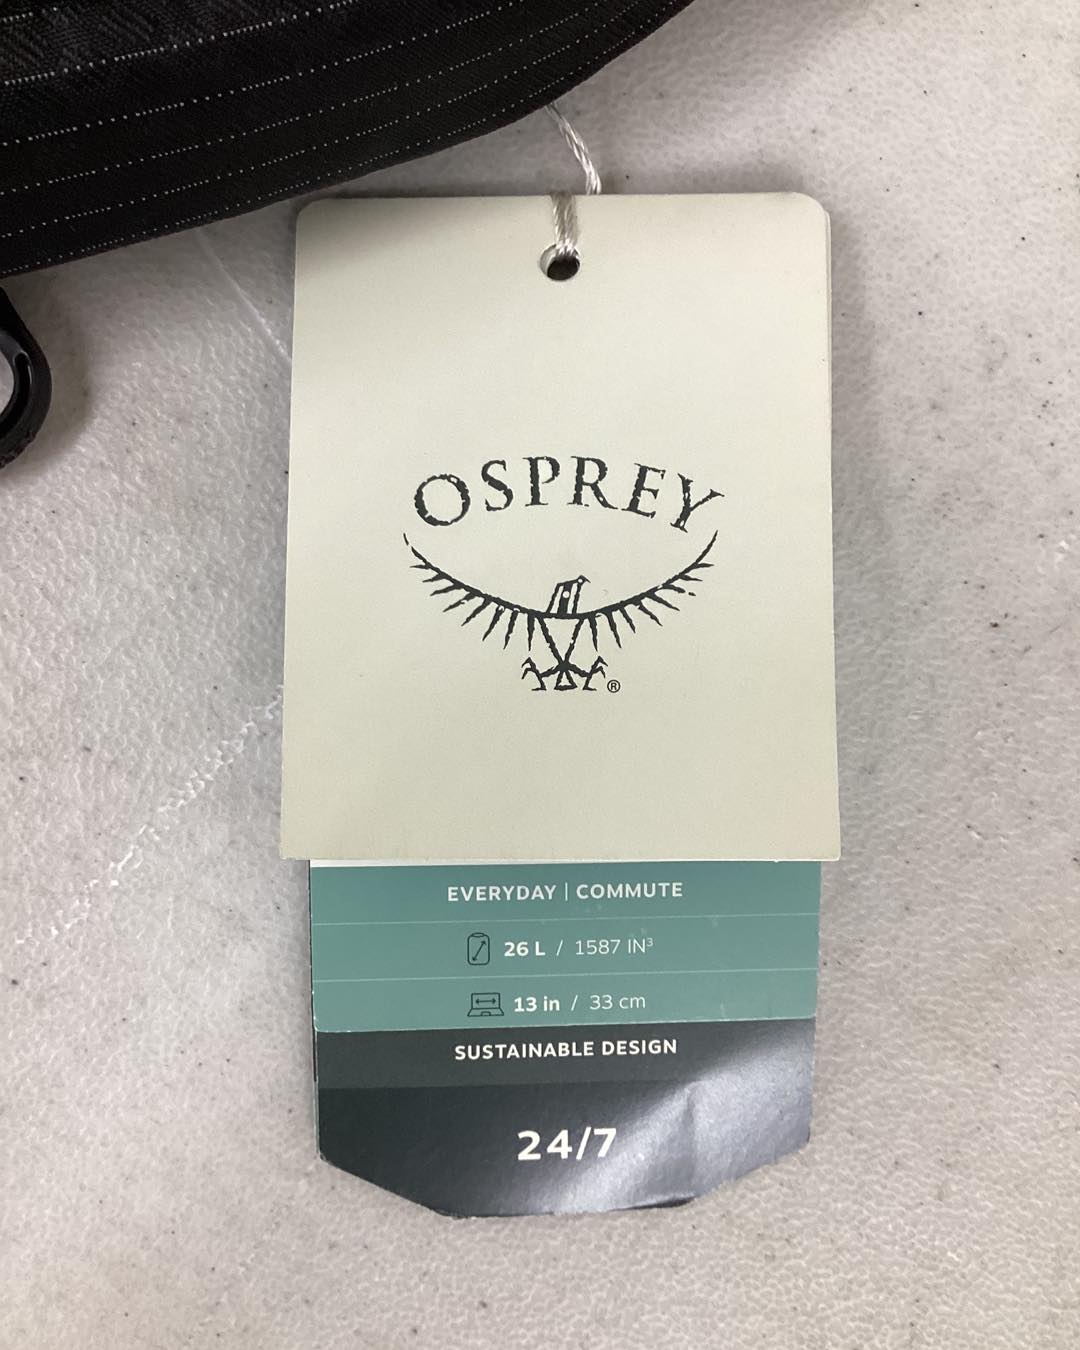 OSPREY
®
EVERYDAY | COMMUTE
26 L / 1587 IN³
13 in / 33 cm
SUSTAINABLE DESIGN
24/7